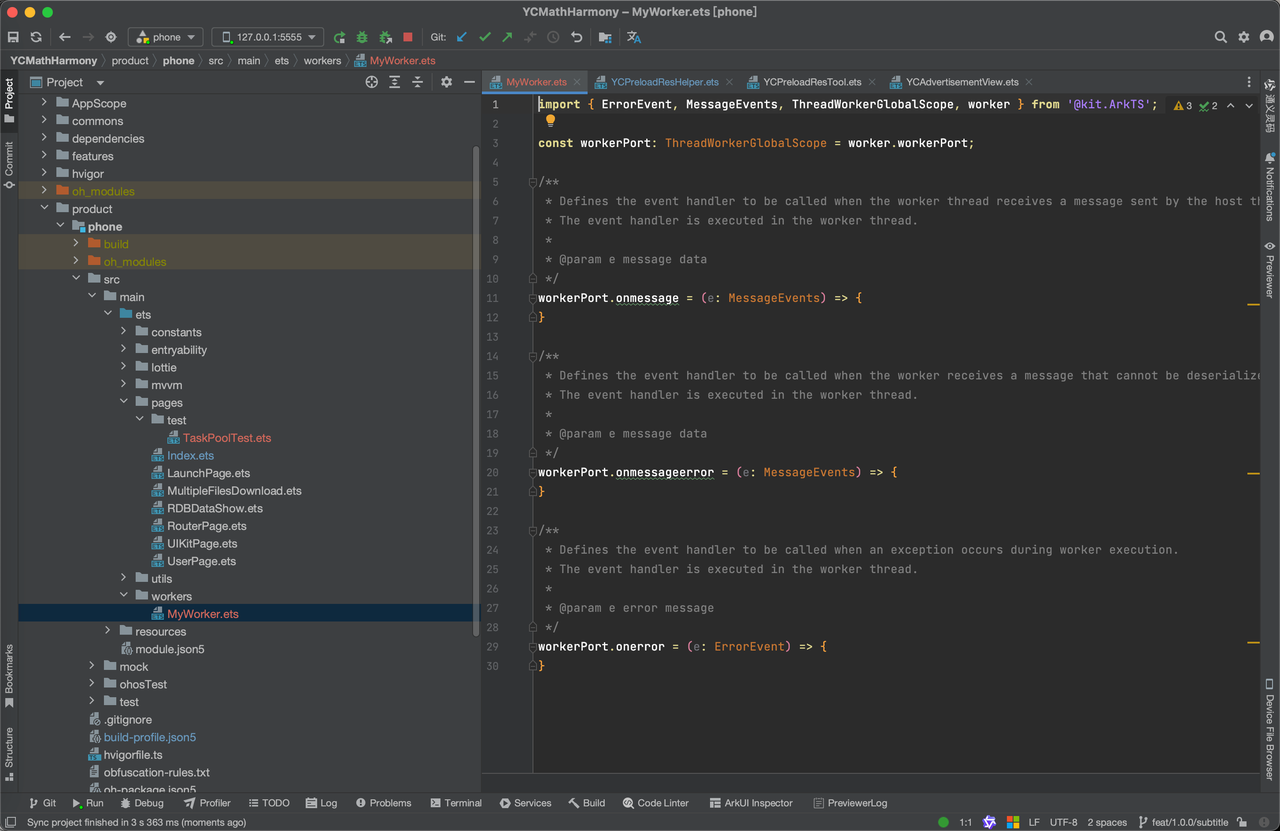 YCMathHarmony – MyWorker.ets [phone]
phone
127.0.0.1:5555
Git:
YCMathHarmony
product
phone
src
main
ets
workers
MyWorker.ets
Project
Commit
Bookmarks
Structure
Project
AppScope
commons
dependencies
features
hvigor
oh_modules
product
phone
build
oh_modules
src
main
ets
constants
entryability
lottie
mvvm
pages
test
TaskPoolTest.ets
Index.ets
LaunchPage.ets
MultipleFilesDownload.ets
RDBDataShow.ets
RouterPage.ets
UIKitPage.ets
UserPage.ets
utils
workers
MyWorker.ets
resources
module.json5
mock
ohosTest
test
.gitignore
build-profile.json5
hvigorfile.ts
obfuscation-rules.txt
oh-package.json5
MyWorker.ets
YCPreloadResHelper.ets
YCPreloadResTool.ets
YCAdvertisementView.ets
3 2
1 import { ErrorEvent, MessageEvents, ThreadWorkerGlobalScope, worker } from '@kit.ArkTS';
2
3 const workerPort: ThreadWorkerGlobalScope = worker.workerPort;
4
5 /**
6 * Defines the event handler to be called when the worker thread receives a message sent by the host t
7 * The event handler is executed in the worker thread.
8 *
9 * @param e message data
10 */
11 workerPort.onmessage = (e: MessageEvents) => {
12 }
13
14 /**
15 * Defines the event handler to be called when the worker receives a message that cannot be deserialize
16 * The event handler is executed in the worker thread.
17 *
18 * @param e message data
19 */
20 workerPort.onmessageerror = (e: MessageEvents) => {
21 }
22
23 /**
24 * Defines the event handler to be called when an exception occurs during worker execution.
25 * The event handler is executed in the worker thread.
26 *
27 * @param e error message
28 */
29 workerPort.onerror = (e: ErrorEvent) => {
30 }
通义灵码
Notifications
Previewer
Device File Browser
Git
Run
Debug
Profiler
TODO
Log
Problems
Terminal
Services
Build
Code Linter
ArkUI Inspector
PreviewerLog
Sync project finished in 3 s 363 ms (moments ago)
1:1
LF
UTF-8
2 spaces
feat/1.0.0/subtitle